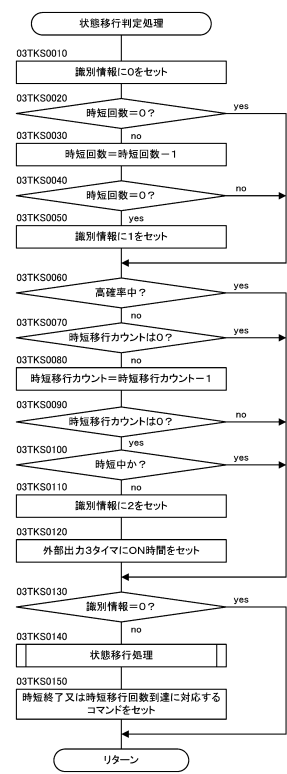 状態移行判定処理
03TKS0010
識別情報に0をセット
03TKS0020
時短回数=0?
yes
no
03TKS0030
時短回数=時短回数-1
03TKS0040
時短回数=0?
no
yes
03TKS0050
識別情報に1をセット
03TKS0060
高確率中?
yes
no
03TKS0070
時短移行カウントは0?
yes
no
03TKS0080
時短移行カウント=時短移行カウント-1
03TKS0090
時短移行カウントは0?
no
yes
03TKS0100
時短中か?
yes
no
03TKS0110
識別情報に2をセット
03TKS0120
外部出力3タイマにON時間をセット
03TKS0130
識別情報=0?
yes
no
03TKS0140
状態移行処理
03TKS0150
時短終了又は時短移行回数到達に対応する
コマンドをセット
リターン